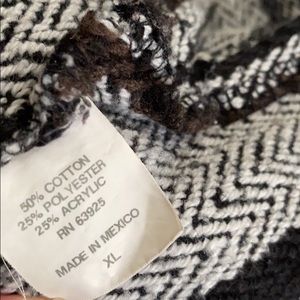 50% COTTON
25% POLYESTER
25% ACRYLIC
RN 63925
MADE IN MEXICO
XL